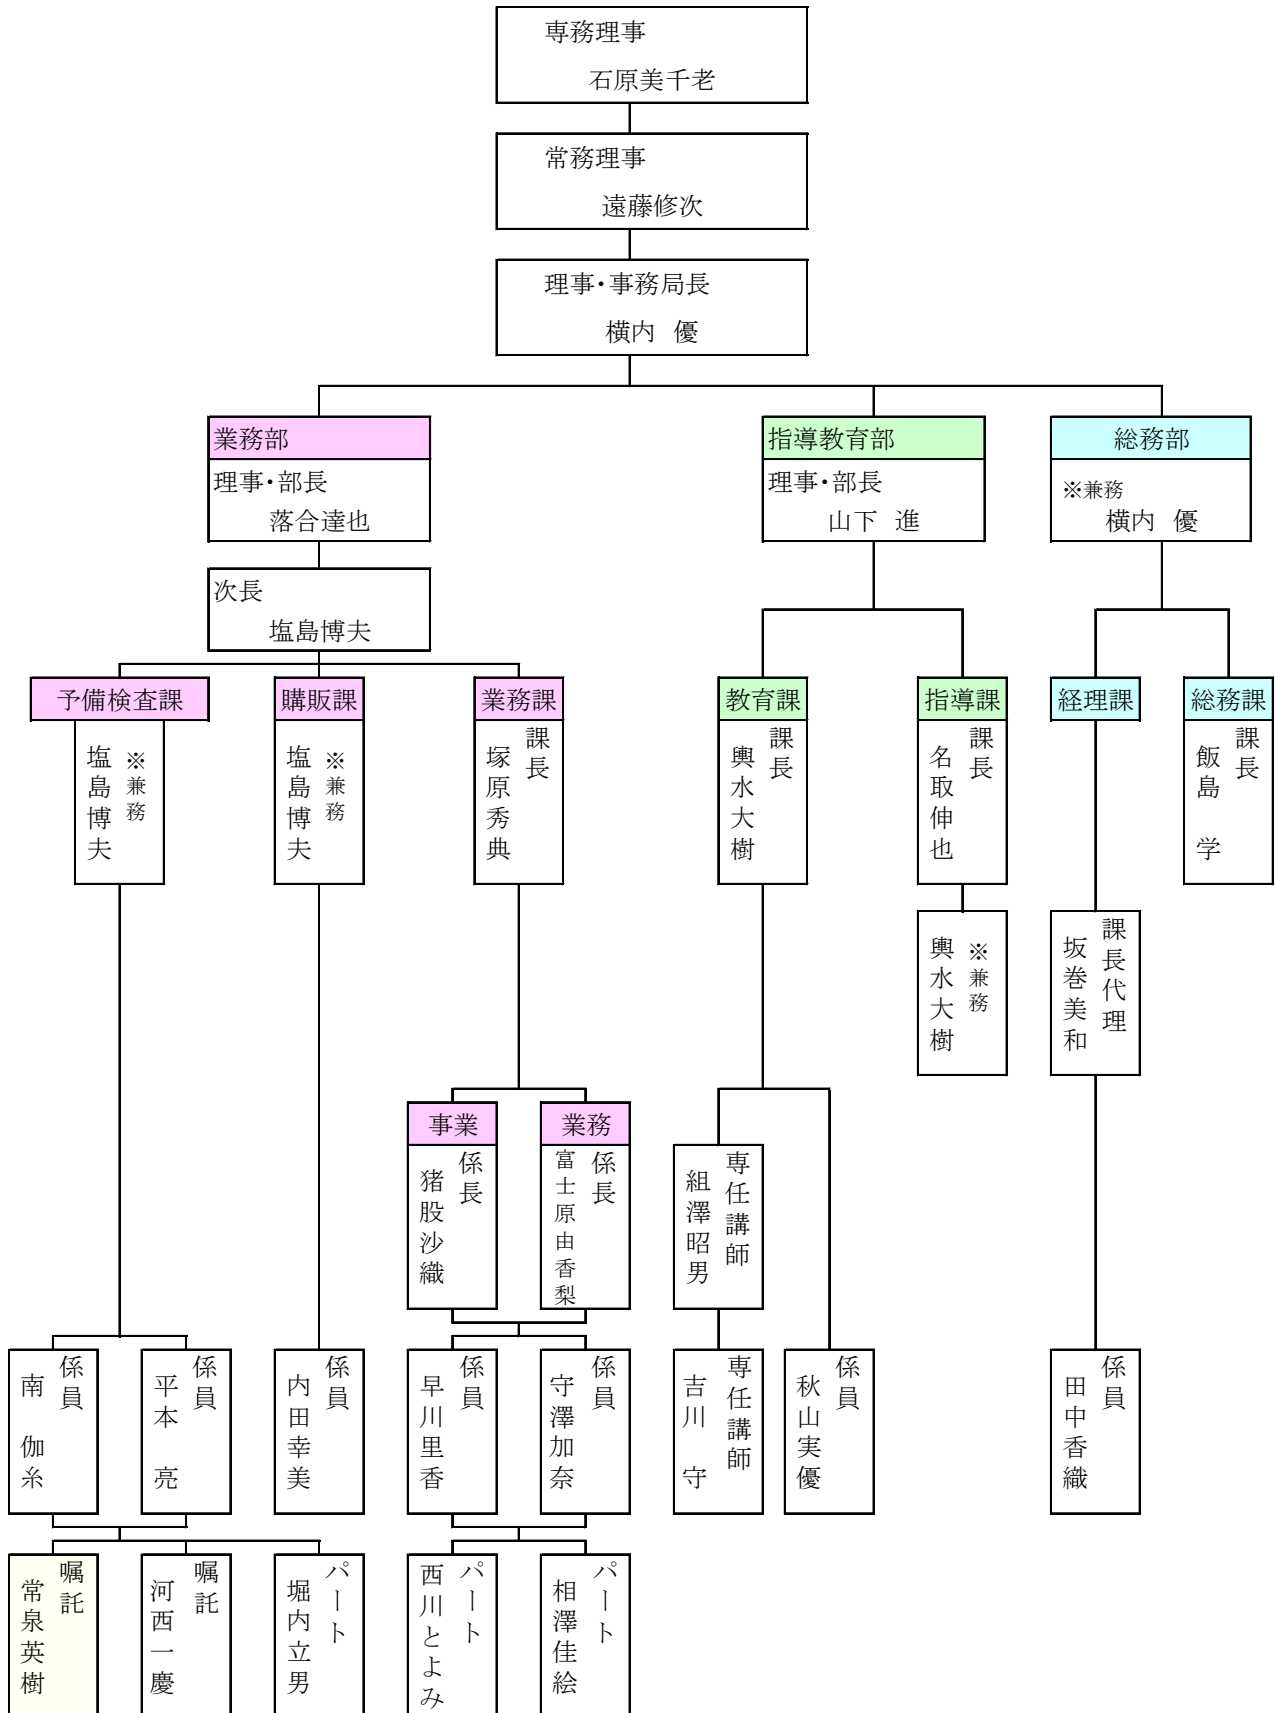 専務理事
石原美千老
常務理事
遠藤修次
理事・事務局長
横内 優
業務部
理事・部長
落合達也
指導教育部
理事・部長
山下 進
総務部
※兼務
横内 優
次長
塩島博夫
予備検査課
※兼務
塩島博夫
購販課
※兼務
塩島博夫
業務課
課長
塚原秀典
教育課
課長
輿水大樹
指導課
課長
名取伸也
経理課
総務課
課長
飯島 学
※兼務
輿水大樹
課長代理
坂巻美和
事業
係長
猪股沙織
業務
係長
富士原由香梨
専任講師
組澤昭男
係員
南 伽糸
係員
平本 亮
係員
内田幸美
係員
早川里香
係員
守澤加奈
専任講師
吉川 守
係員
秋山実優
係員
田中香織
嘱託
常泉英樹
嘱託
河西一慶
パート
堀内立男
パート
西川とよみ
パート
相澤佳絵